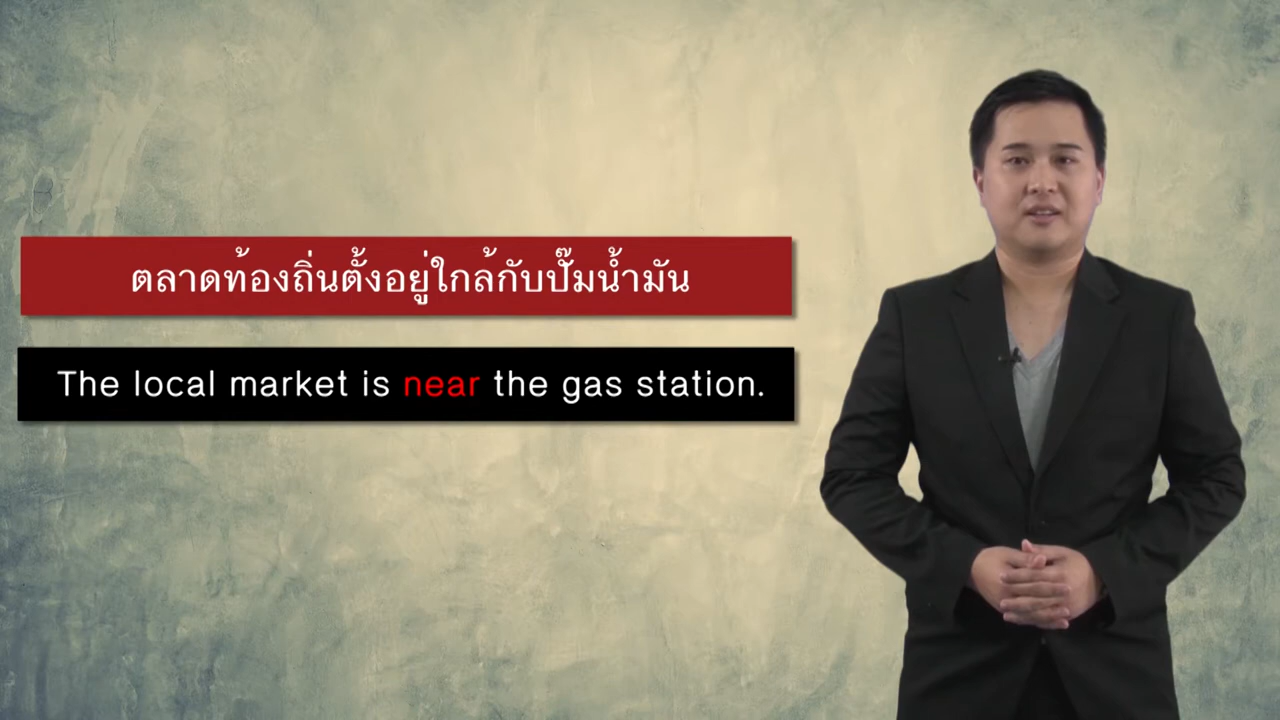 ตลาดท้องถิ่นตั้งอยู่ใกล้กับปั๊มน้ำมัน
The local market is near the gas station.